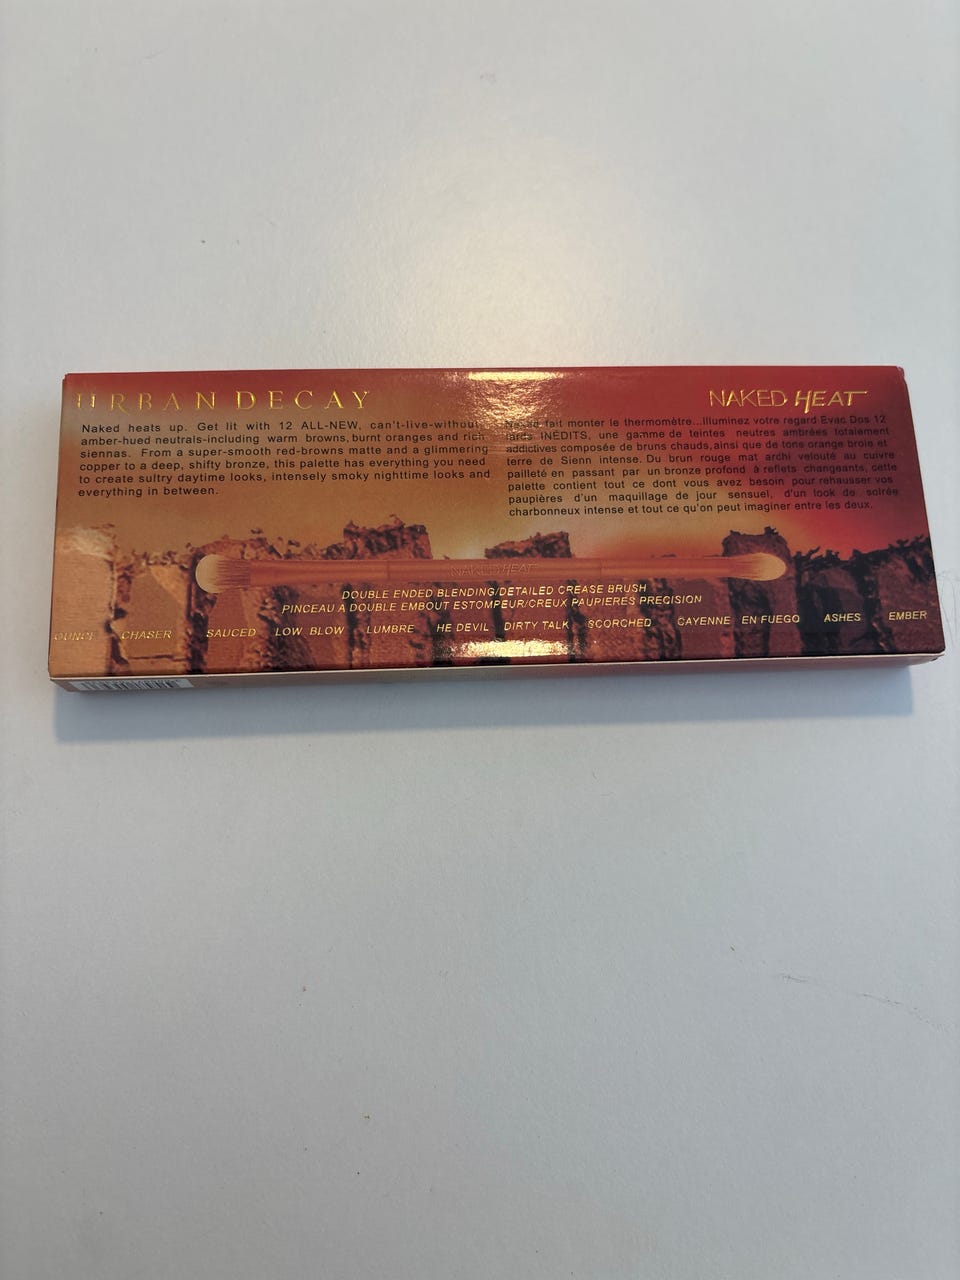 URBAN DECAY
Naked heats up. Get lit with 12 ALL-NEW, can't-live-without,
amber-hued neutrals-including warm browns, burnt oranges and rich
siennas. From a super-smooth red-browns matte and a glimmering
copper to a deep, shifty bronze, this palette has everything you need
to create sultry daytime looks, intensely smoky nighttime looks and
everything in between.
NAKED HEAT
Naked fait monter le thermomètre...Illuminez votre regard Evac Dos 12
fards INÉDITS, une gamme de teintes neutres ambrées totalement
addictives composée de bruns chauds,ainsi que de tons orange brois et
terre de Sienn intense. Du brun rouge mat archi velouté au cuivre
pailleté en passant par un bronze profond à reflets changeants, cette
palette contient tout ce dont vous avez besoin pour rehausser vos
paupières d'un maquillage de jour sensuel, d'un look de soirée
charbonneux intense et tout ce qu'on peut imaginer entre les deux.
NAKED HEAT
DOUBLE ENDED BLENDING/DETAILED CREASE BRUSH
PINCEAU A DOUBLE EMBOUT ESTOMPEUR/CREUX PAUPIERES PRECISION
OUNCE CHASER SAUCED LOW BLOW LUMBRE HE DEVIL DIRTY TALK SCORCHED CAYENNE EN FUEGO ASHES EMBER